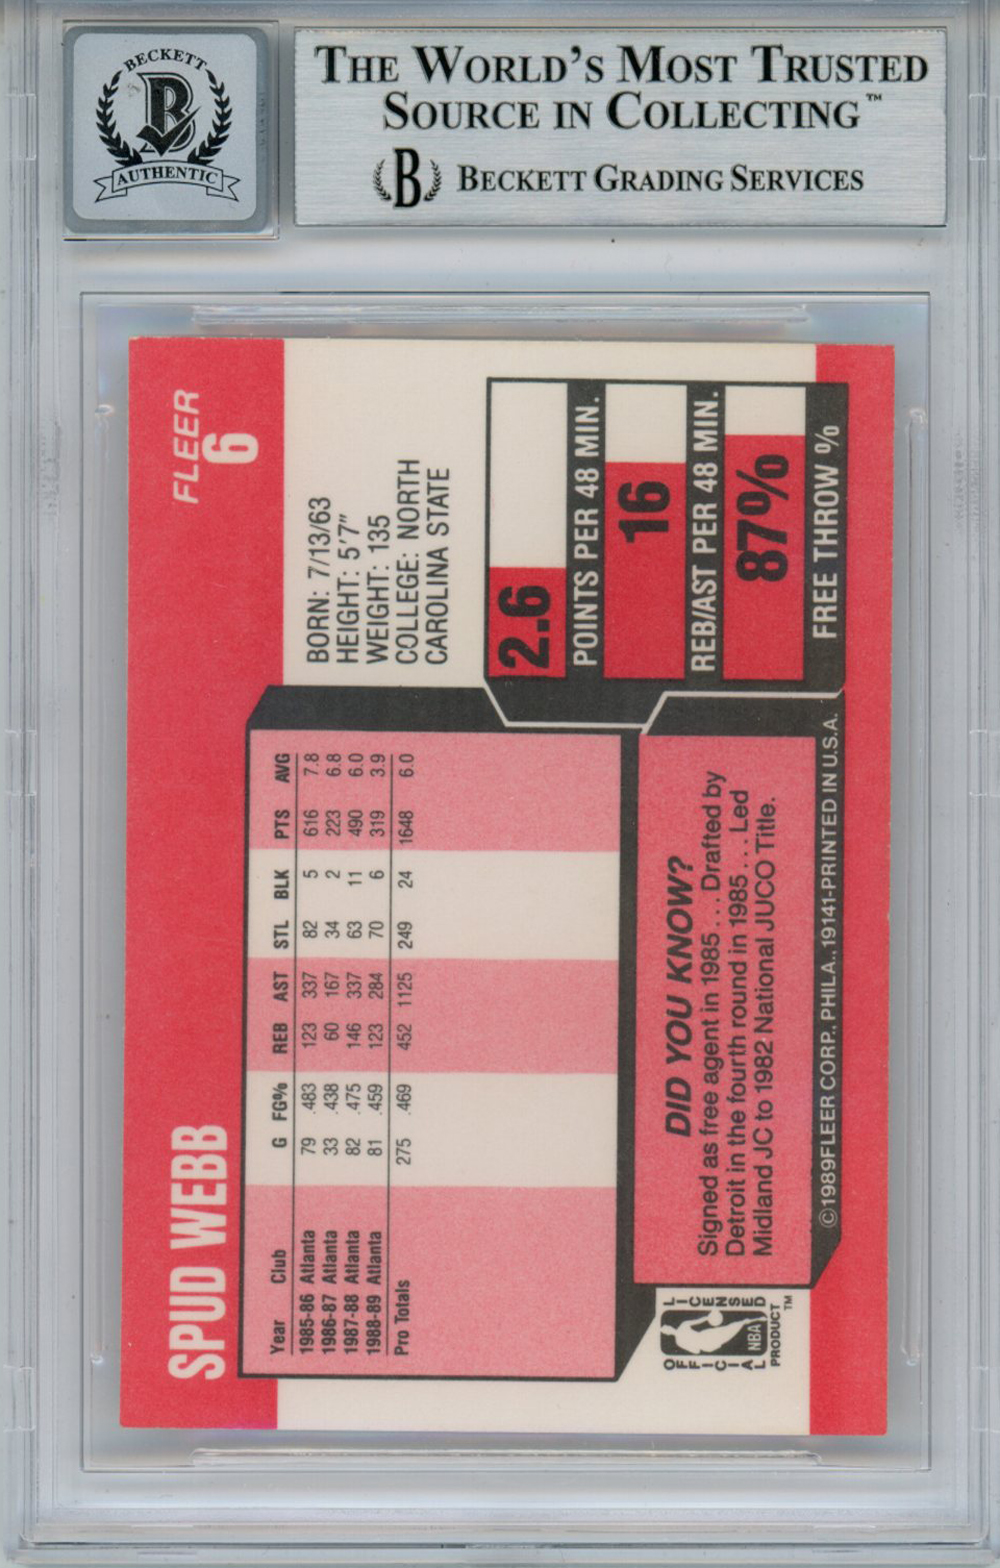 BECKETT
B
AUTHENTIC
THE WORLD'S MOST TRUSTED
SOURCE IN COLLECTING™
B BECKETT GRADING SERVICES
SPUD WEBB
FLEER
6
Year Club G FG% REB AST STL BLK PTS AVG
1985-86 Atlanta 79 .483 123 337 82 5 616 7.8
1986-87 Atlanta 33 .438 60 167 34 2 223 6.8
1987-88 Atlanta 82 .475 146 337 63 11 490 6.0
1988-89 Atlanta 81 .459 123 284 70 6 319 3.9
Pro Totals 275 .469 452 1125 249 24 1648 6.0
BORN: 7/13/63
HEIGHT: 5'7"
WEIGHT: 135
COLLEGE: NORTH
CAROLINA STATE
2.6
POINTS PER 48 MIN.
16
REB/AST PER 48 MIN.
87%
FREE THROW %
DID YOU KNOW?
Signed as free agent in 1985 . . . Drafted by
Detroit in the fourth round in 1985 . . . Led
Midland JC to 1982 National JUCO Title.
OFFICIAL LICENSED
NBA
PRODUCT™
©1989FLEER CORP., PHILA., 19141-PRINTED IN U.S.A.